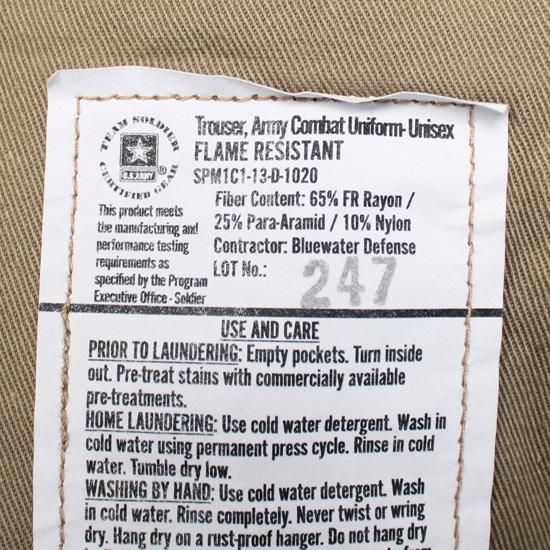 TEAM SOLDIER
U.S. ARMY
CERTIFIED GEAR
®
This product meets
the manufacturing and
performance testing
requirements as
specified by the Program
Executive Office - Soldier
Trouser, Army Combat Uniform- Unisex
FLAME RESISTANT
SPM1C1-13-D-1020
Fiber Content: 65% FR Rayon /
25% Para-Aramid / 10% Nylon
Contractor: Bluewater Defense
LOT No.: 247
USE AND CARE
PRIOR TO LAUNDERING: Empty pockets. Turn inside
out. Pre-treat stains with commercially available
pre-treatments.
HOME LAUNDERING: Use cold water detergent. Wash in
cold water using permanent press cycle. Rinse in cold
water. Tumble dry low.
WASHING BY HAND: Use cold water detergent. Wash
in cold water. Rinse completely. Never twist or wring
dry. Hang dry on a rust-proof hanger. Do not hang dry